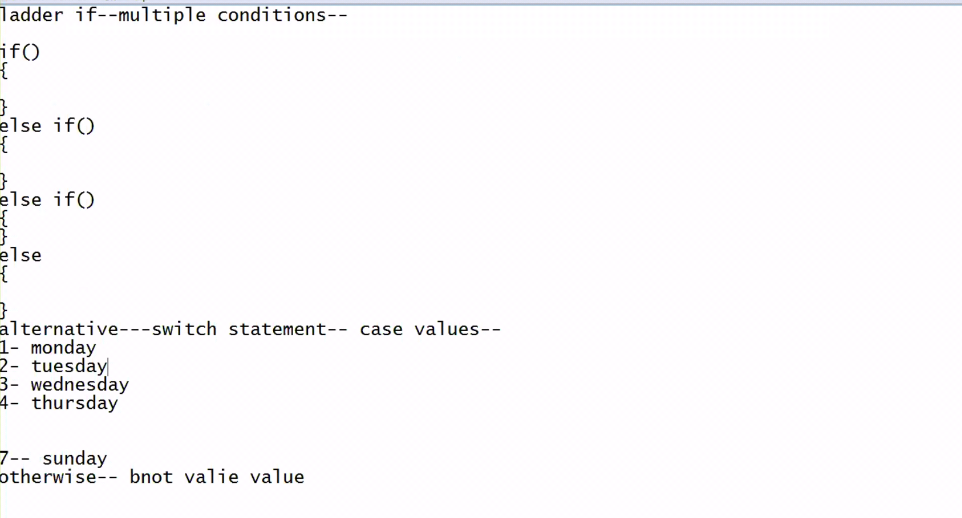 ladder if--multiple conditions--
if()
{
}
else if()
{
}
else if()
{
}
else
{
}
alternative---switch statement-- case values--
1- monday
2- tuesday
3- wednesday
4- thursday
7-- sunday
otherwise-- bnot valie value